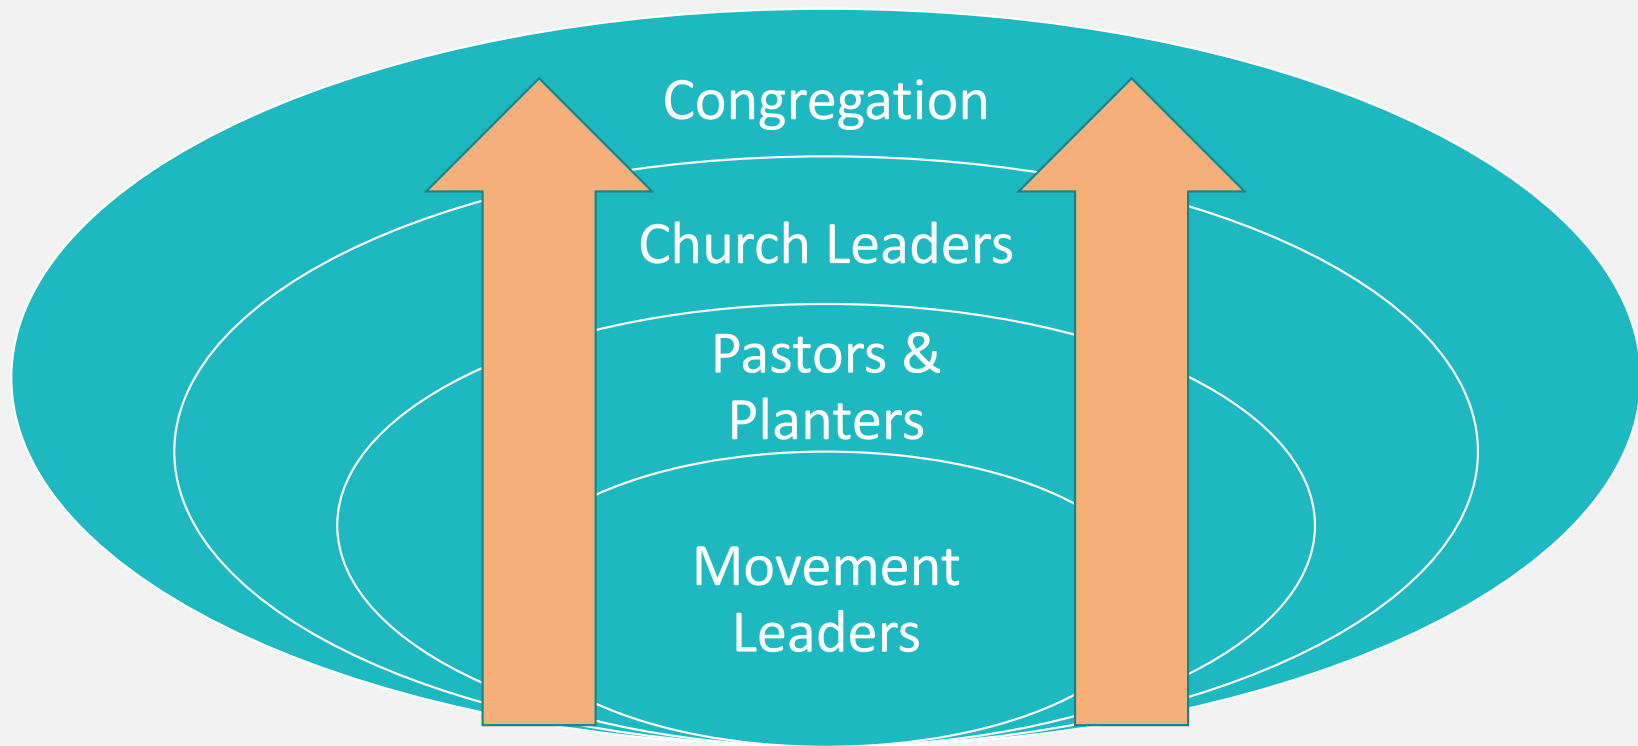 Congregation
Church Leaders
Pastors &
Planters
Movement
Leaders